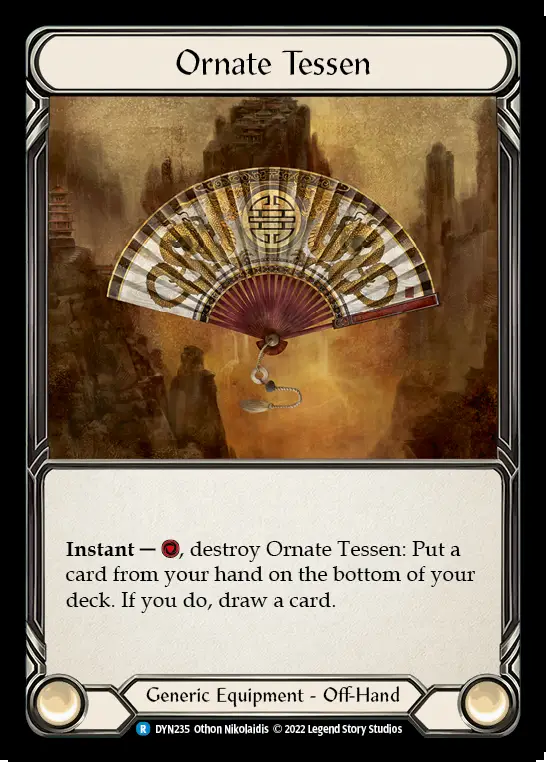 Ornate Tessen
Instant — , destroy Ornate Tessen: Put a
card from your hand on the bottom of your
deck. If you do, draw a card.
Generic Equipment - Off-Hand
R DYN235 Othon Nikolaidis © 2022 Legend Story Studios